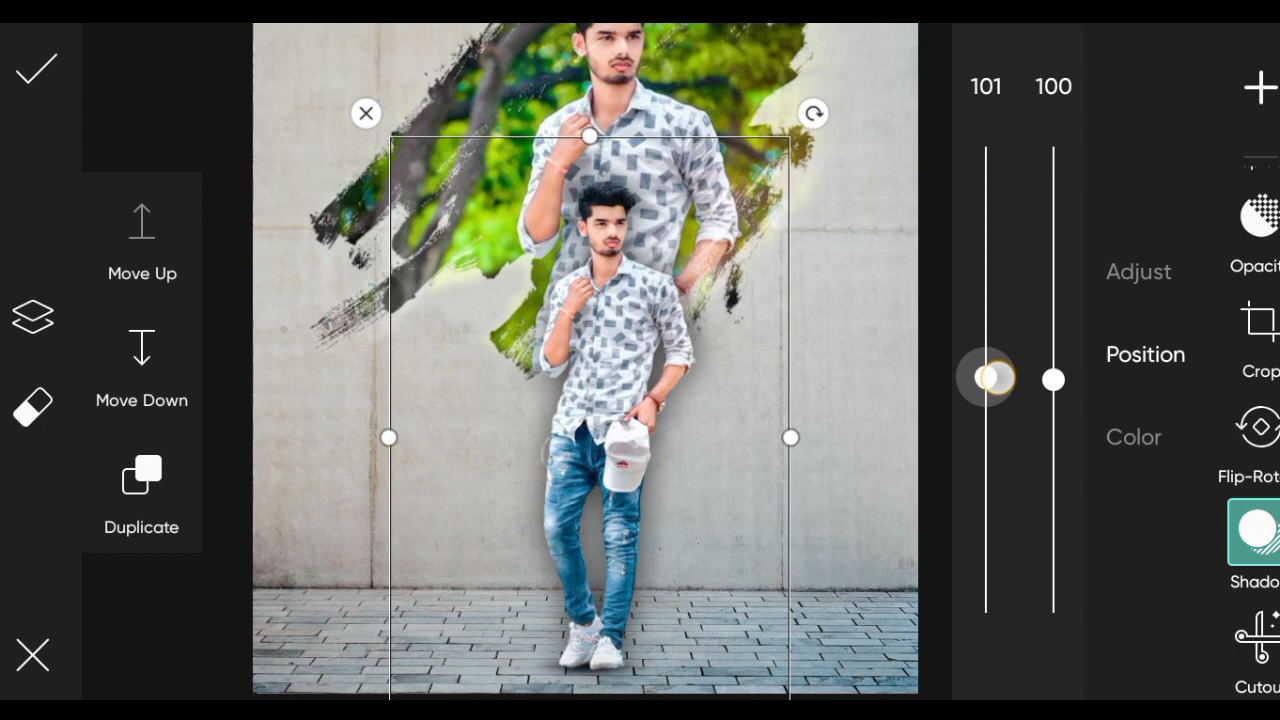 101 100
Move Up
Move Down
Duplicate
Adjust
Position
Color
Opacit
Crop
Flip-Rot
Shado
Cutou